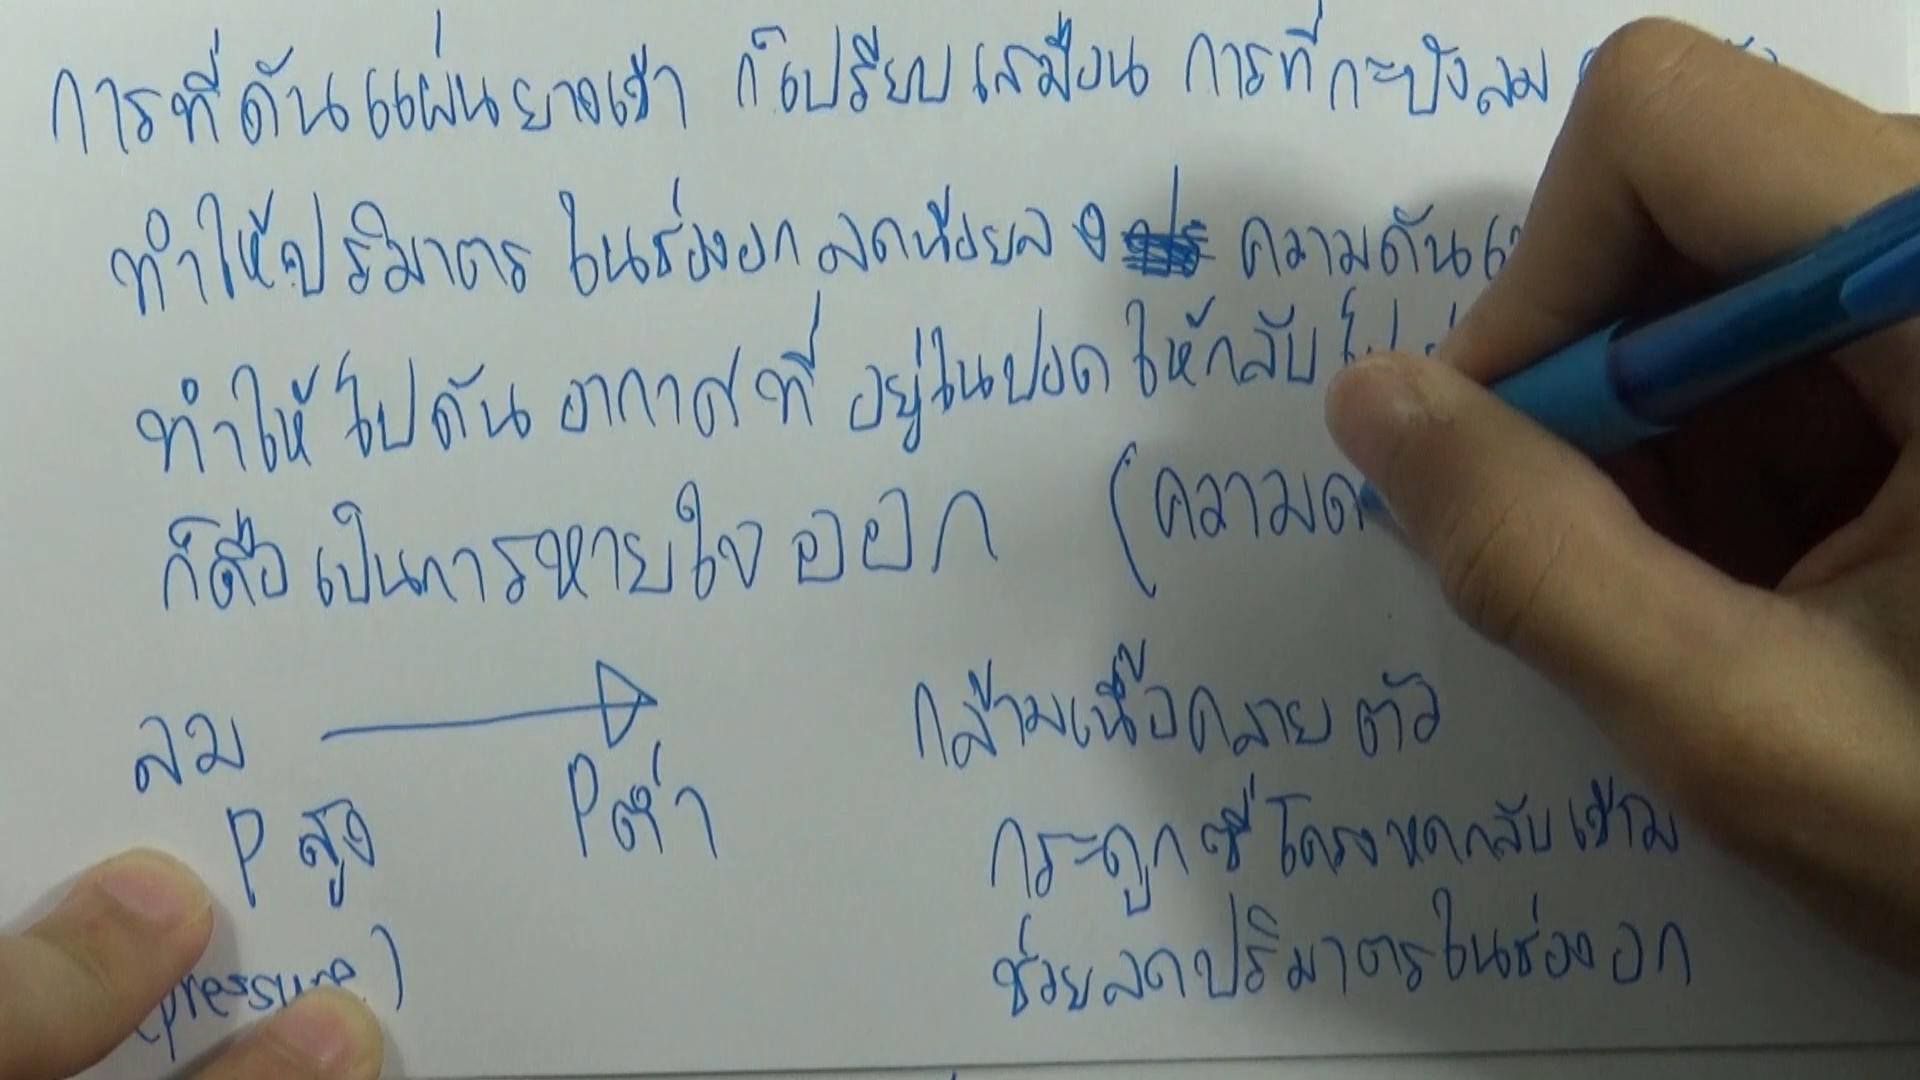 การที่ดันแผ่นยางเข้า ก็เปรียบเสมือน การที่กะบังลม
ทำให้ปริมาตร ในช่องอก ลดน้อยลง ความดัน
ทำให้ไปดัน อากาศที่ อยู่ในปอด ให้กลับ
ก็คือ เป็นการหายใจออก (ความ
ลม
P สูง P ต่ำ
(pressure)
กล้ามเนื้อคลายตัว
กระดูกซี่โครงหดกลับเข้ามา
ช่วยลดปริมาตรในช่องอก